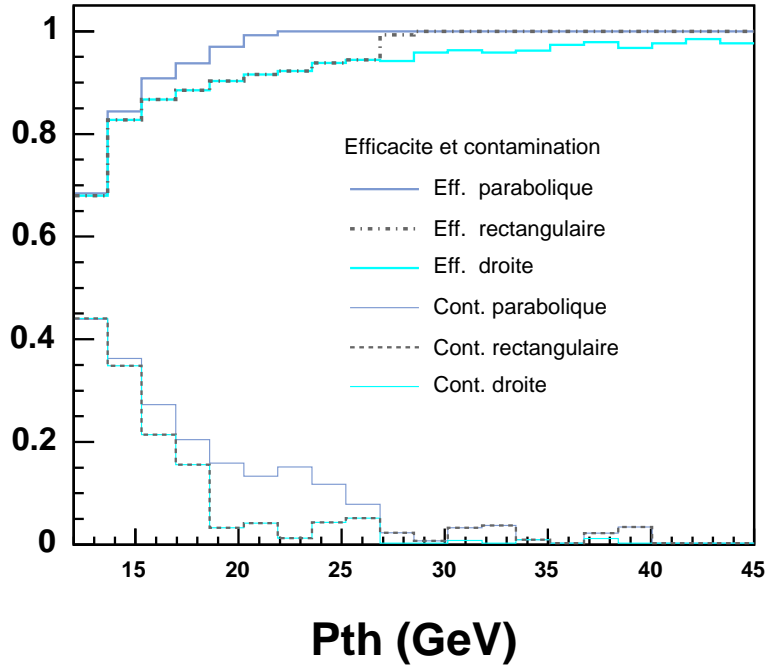 1
0.8
0.6
0.4
0.2
0
Efficacite et contamination
Eff. parabolique
Eff. rectangulaire
Eff. droite
Cont. parabolique
Cont. rectangulaire
Cont. droite
15 20 25 30 35 40 45
Pth (GeV)